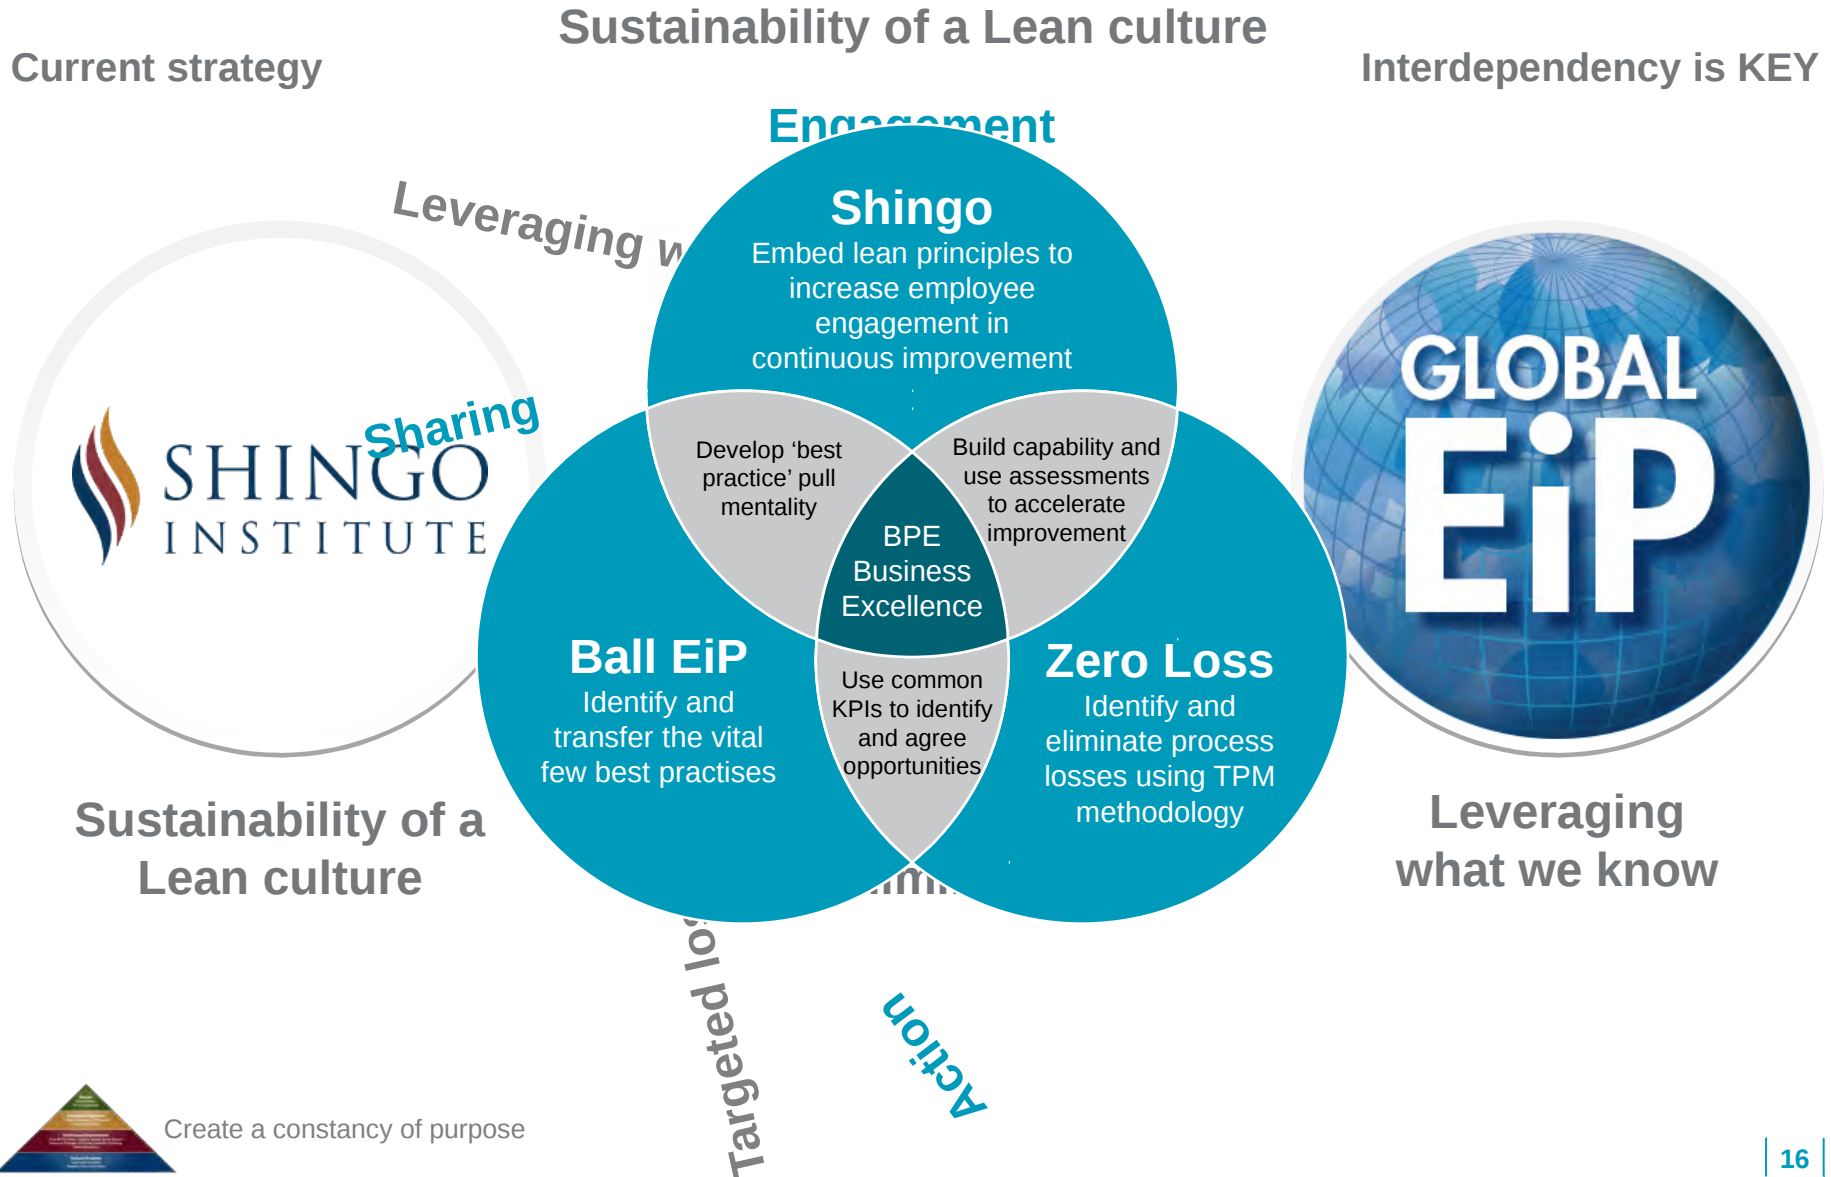 Sustainability of a Lean culture
Current strategy
Interdependency is KEY
Engagement
Leveraging
Shingo
Embed lean principles to
increase employee
engagement in
continuous improvement
GLOBAL
EiP
Sharing
SHINGO
INSTITUTE
Develop ‘best
practice’ pull
mentality
Build capability and
use assessments
to accelerate
improvement
BPE
Business
Excellence
Ball EiP
Identify and
transfer the vital
few best practises
Use common
KPIs to identify
and agree
opportunities
Zero Loss
Identify and
eliminate process
losses using TPM
methodology
Sustainability of a
Lean culture
Leveraging
what we know
Targeted
Action
Create a constancy of purpose
16